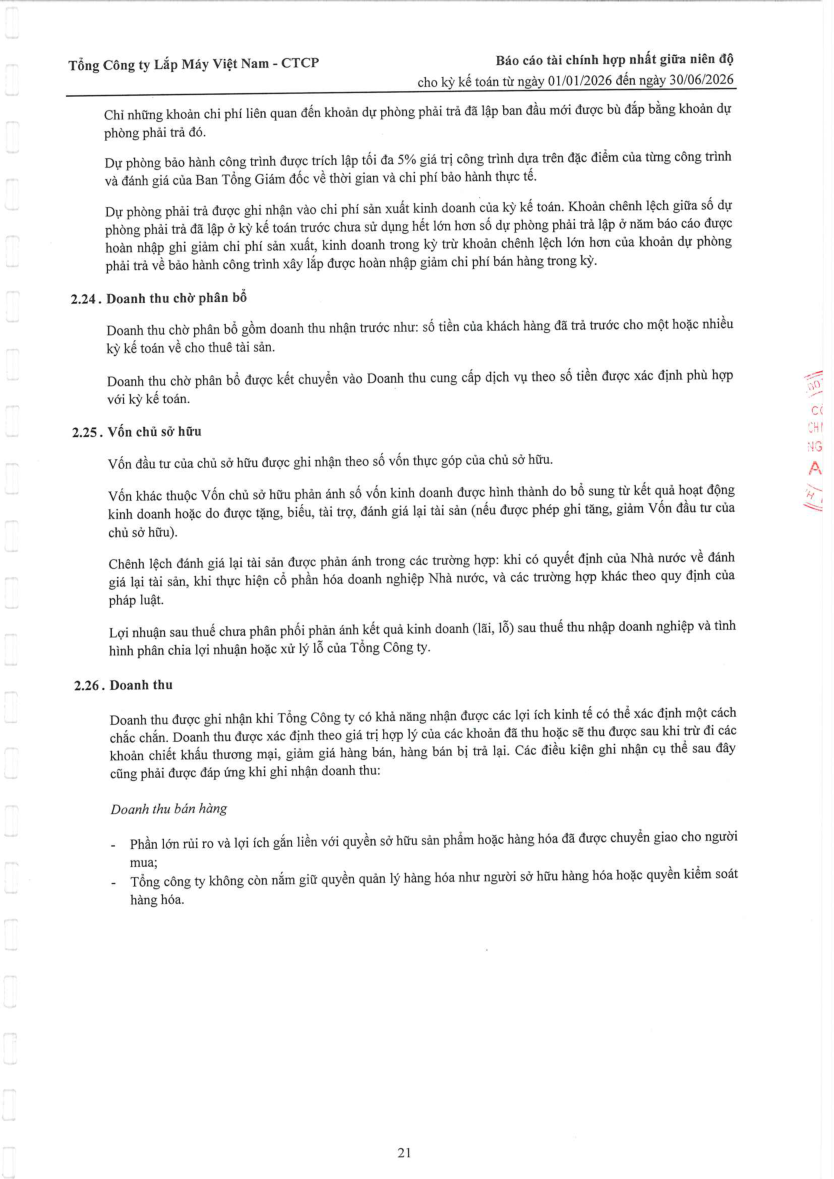 Tổng Công ty Lắp Máy Việt Nam - CTCP
Báo cáo tài chính hợp nhất giữa niên độ
cho kỳ kế toán từ ngày 01/01/2026 đến ngày 30/06/2026
Chỉ những khoản chi phí liên quan đến khoản dự phòng phải trả đã lập ban đầu mới được bù đắp bằng khoản dự
phòng phải trả đó.
Dự phòng bảo hành công trình được trích lập tối đa 5% giá trị công trình dựa trên đặc điểm của từng công trình
và đánh giá của Ban Tổng Giám đốc về thời gian và chi phí bảo hành thực tế.
Dự phòng phải trả được ghi nhận vào chi phí sản xuất kinh doanh của kỳ kế toán. Khoản chênh lệch giữa số dự
phòng phải trả đã lập ở kỳ kế toán trước chưa sử dụng hết lớn hơn số dự phòng phải trả lập ở năm báo cáo được
hoàn nhập ghi giảm chi phí sản xuất, kinh doanh trong kỳ trừ khoản chênh lệch lớn hơn của khoản dự phòng
phải trả về bảo hành công trình xây lắp được hoàn nhập giảm chi phí bán hàng trong kỳ.
2.24 . Doanh thu chờ phân bổ
Doanh thu chờ phân bổ gồm doanh thu nhận trước như: số tiền của khách hàng đã trả trước cho một hoặc nhiều
kỳ kế toán về cho thuê tài sản.
Doanh thu chờ phân bổ được kết chuyển vào Doanh thu cung cấp dịch vụ theo số tiền được xác định phù hợp
với kỳ kế toán.
2.25 . Vốn chủ sở hữu
Vốn đầu tư của chủ sở hữu được ghi nhận theo số vốn thực góp của chủ sở hữu.
Vốn khác thuộc Vốn chủ sở hữu phản ánh số vốn kinh doanh được hình thành do bổ sung từ kết quả hoạt động
kinh doanh hoặc do được tặng, biếu, tài trợ, đánh giá lại tài sản (nếu được phép ghi tăng, giảm Vốn đầu tư của
chủ sở hữu).
Chênh lệch đánh giá lại tài sản được phản ánh trong các trường hợp: khi có quyết định của Nhà nước về đánh
giá lại tài sản, khi thực hiện cổ phần hóa doanh nghiệp Nhà nước, và các trường hợp khác theo quy định của
pháp luật.
Lợi nhuận sau thuế chưa phân phối phản ánh kết quả kinh doanh (lãi, lỗ) sau thuế thu nhập doanh nghiệp và tình
hình phân chia lợi nhuận hoặc xử lý lỗ của Tổng Công ty.
2.26 . Doanh thu
Doanh thu được ghi nhận khi Tổng Công ty có khả năng nhận được các lợi ích kinh tế có thể xác định một cách
chắc chắn. Doanh thu được xác định theo giá trị hợp lý của các khoản đã thu hoặc sẽ thu được sau khi trừ đi các
khoản chiết khấu thương mại, giảm giá hàng bán, hàng bán bị trả lại. Các điều kiện ghi nhận cụ thể sau đây
cũng phải được đáp ứng khi ghi nhận doanh thu:
Doanh thu bán hàng
- Phần lớn rủi ro và lợi ích gắn liền với quyền sở hữu sản phẩm hoặc hàng hóa đã được chuyển giao cho người
mua;
- Tổng công ty không còn nắm giữ quyền quản lý hàng hóa như người sở hữu hàng hóa hoặc quyền kiểm soát
hàng hóa.
NG
A
21